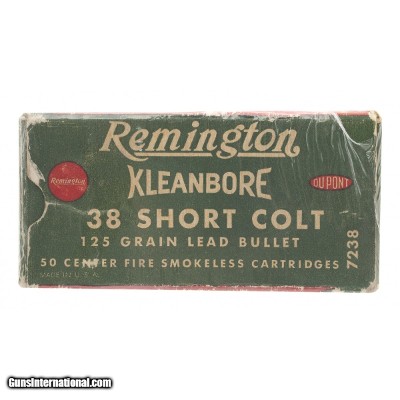 Remington
KLEANBORE
Remington
DU PONT
38 SHORT COLT
125 GRAIN LEAD BULLET
50 CENTER FIRE SMOKELESS CARTRIDGES
7238
MADE IN U.S.A.
GunsInternational.com